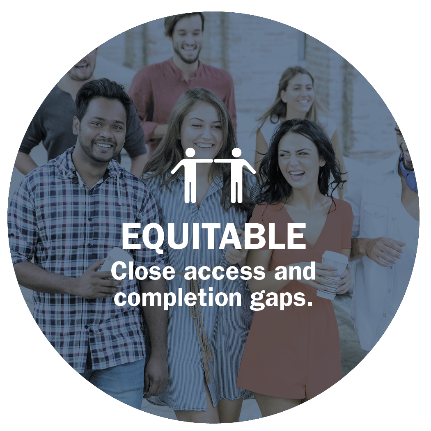 EQUITABLE
Close access and
completion gaps.